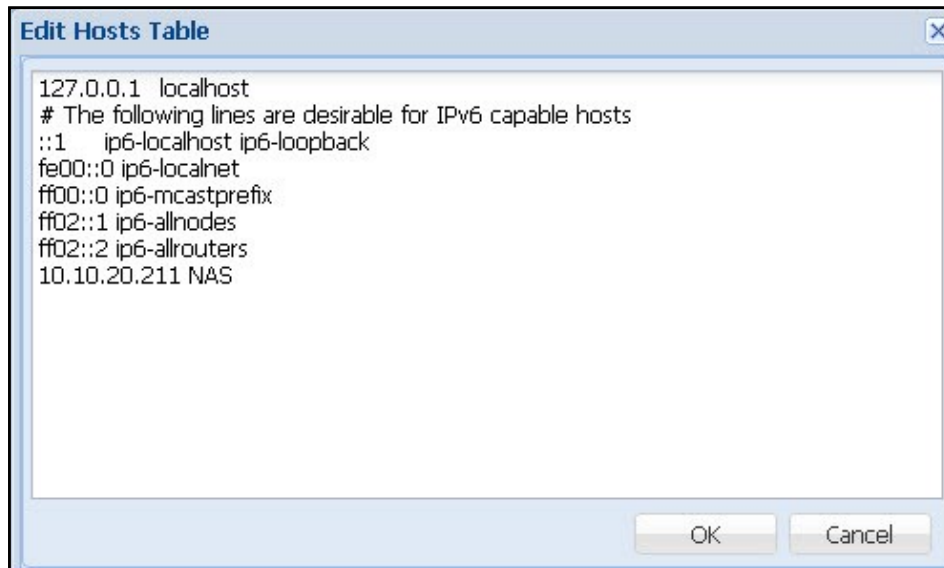 Edit Hosts Table
127.0.0.1 localhost
# The following lines are desirable for IPv6 capable hosts
::1 ip6-localhost ip6-loopback
fe00::0 ip6-localnet
ff00::0 ip6-mcastprefix
ff02::1 ip6-allnodes
ff02::2 ip6-allrouters
10.10.20.211 NAS
OK Cancel